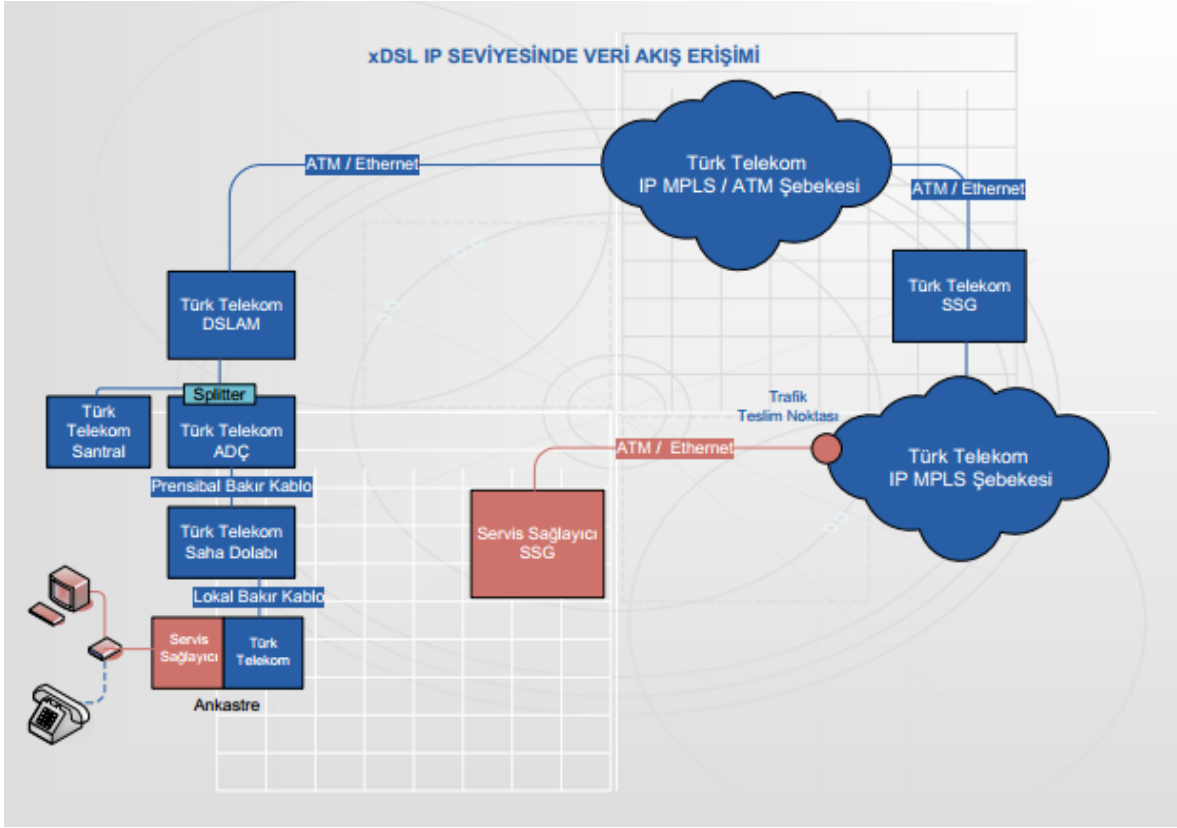 xDSL IP SEVİYESİNDE VERİ AKIŞ ERİŞİMİ
ATM / Ethernet
Türk Telekom
IP MPLS / ATM Şebekesi
ATM / Ethernet
Türk Telekom
DSLAM
Türk Telekom
SSG
Splitter
Türk
Telekom
Santral
Türk Telekom
ADÇ
Trafik
Teslim Noktası
ATM / Ethernet
Türk Telekom
IP MPLS Şebekesi
Prensibal Bakır Kablo
Türk Telekom
Saha Dolabı
Servis Sağlayıcı
SSG
Lokal Bakır Kablo
Servis
Sağlayıcı
Türk
Telekom
Ankastre